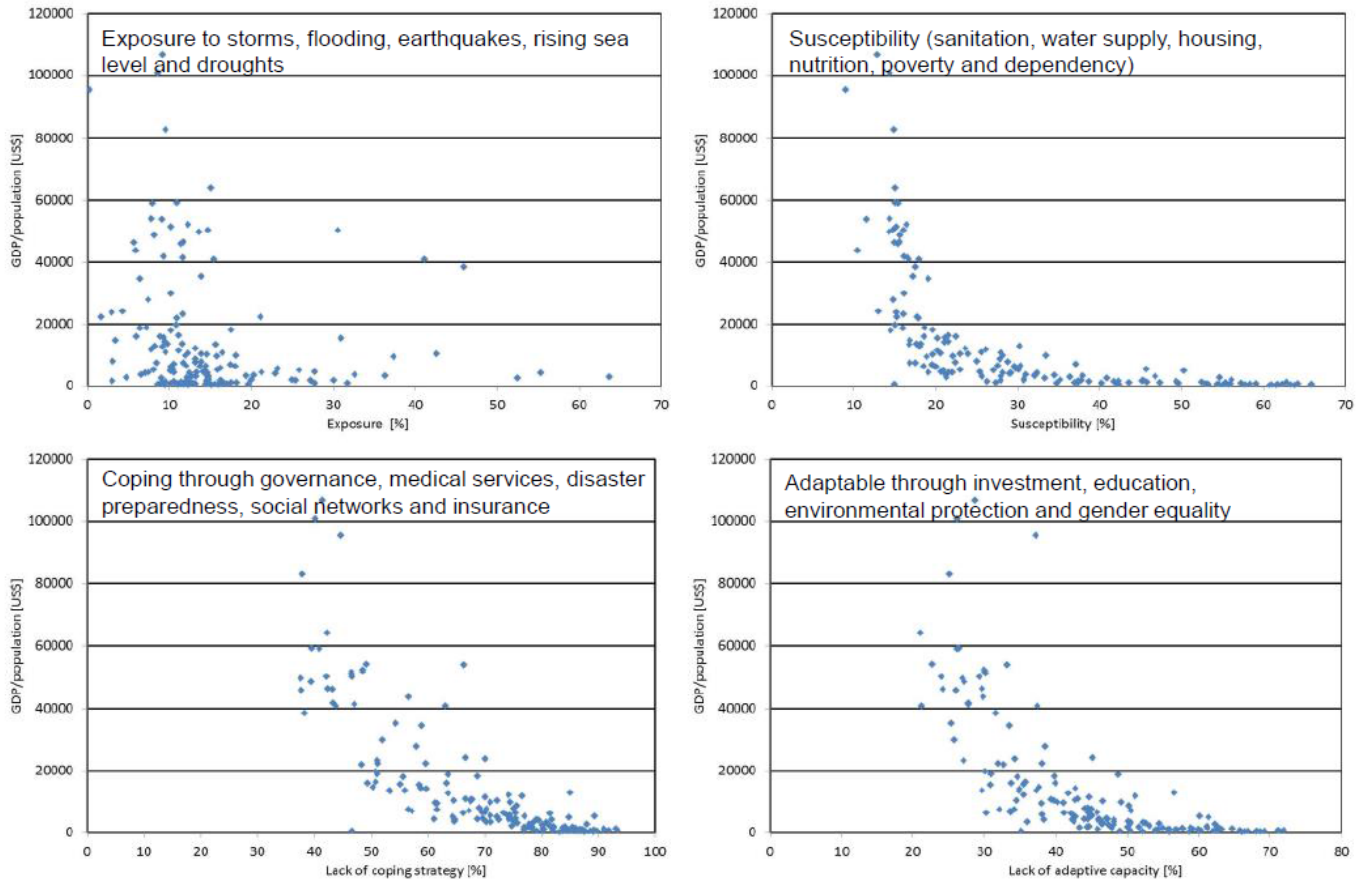 120000
100000
80000
60000
40000
20000
0
GDP/population [US$]
Exposure to storms, flooding, earthquakes, rising sea
level and droughts
0 10 20 30 40 50 60 70
Exposure [%]
120000
100000
80000
60000
40000
20000
0
GDP/population [US$]
Susceptibility (sanitation, water supply, housing,
nutrition, poverty and dependency)
0 10 20 30 40 50 60 70
Susceptibility [%]
120000
100000
80000
60000
40000
20000
0
GDP/population [US$]
Coping through governance, medical services, disaster
preparedness, social networks and insurance
0 10 20 30 40 50 60 70 80 90 100
Lack of coping strategy [%]
120000
100000
80000
60000
40000
20000
0
GDP/population [US$]
Adaptable through investment, education,
environmental protection and gender equality
0 10 20 30 40 50 60 70 80
Lack of adaptive capacity [%]